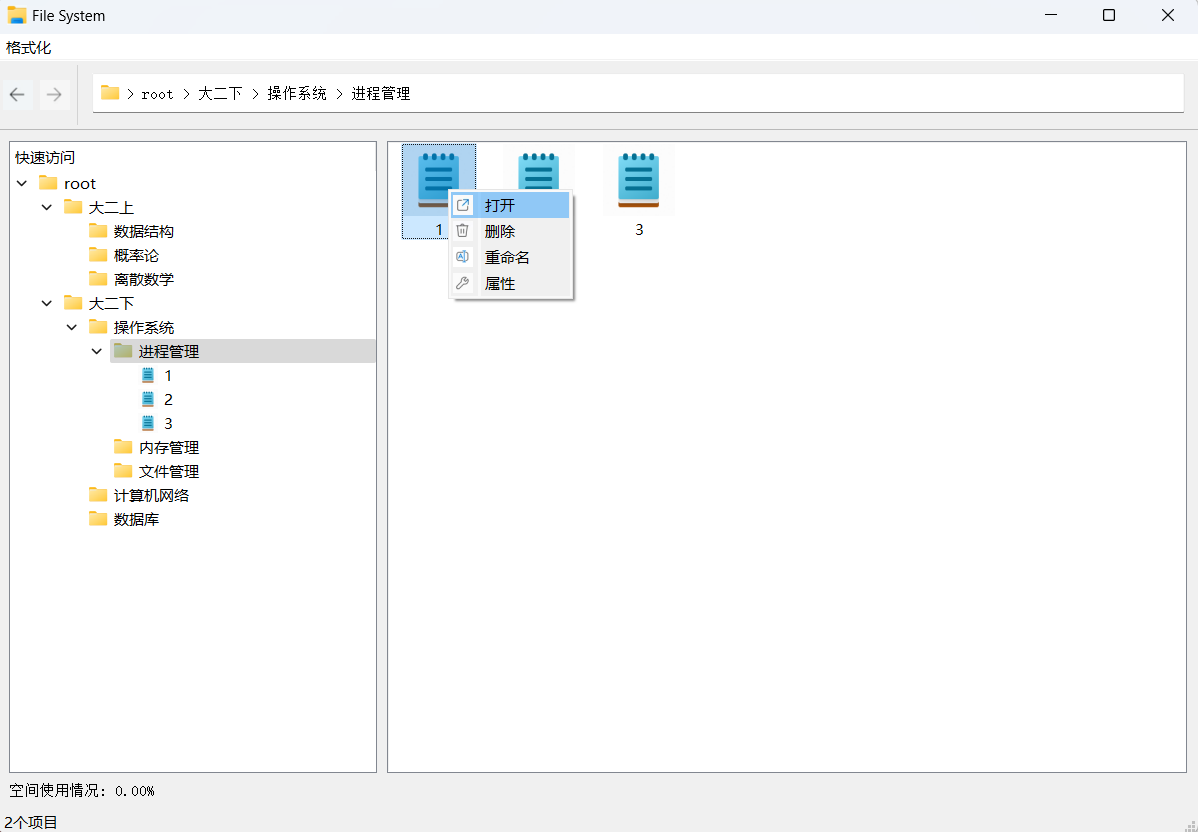 File System
格式化
root > 大二下 > 操作系统 > 进程管理
快速访问
root
大二上
数据结构
概率论
离散数学
大二下
操作系统
进程管理
1
2
3
内存管理
文件管理
计算机网络
数据库
1
3
打开
删除
重命名
属性
空间使用情况: 0.00%
2个项目